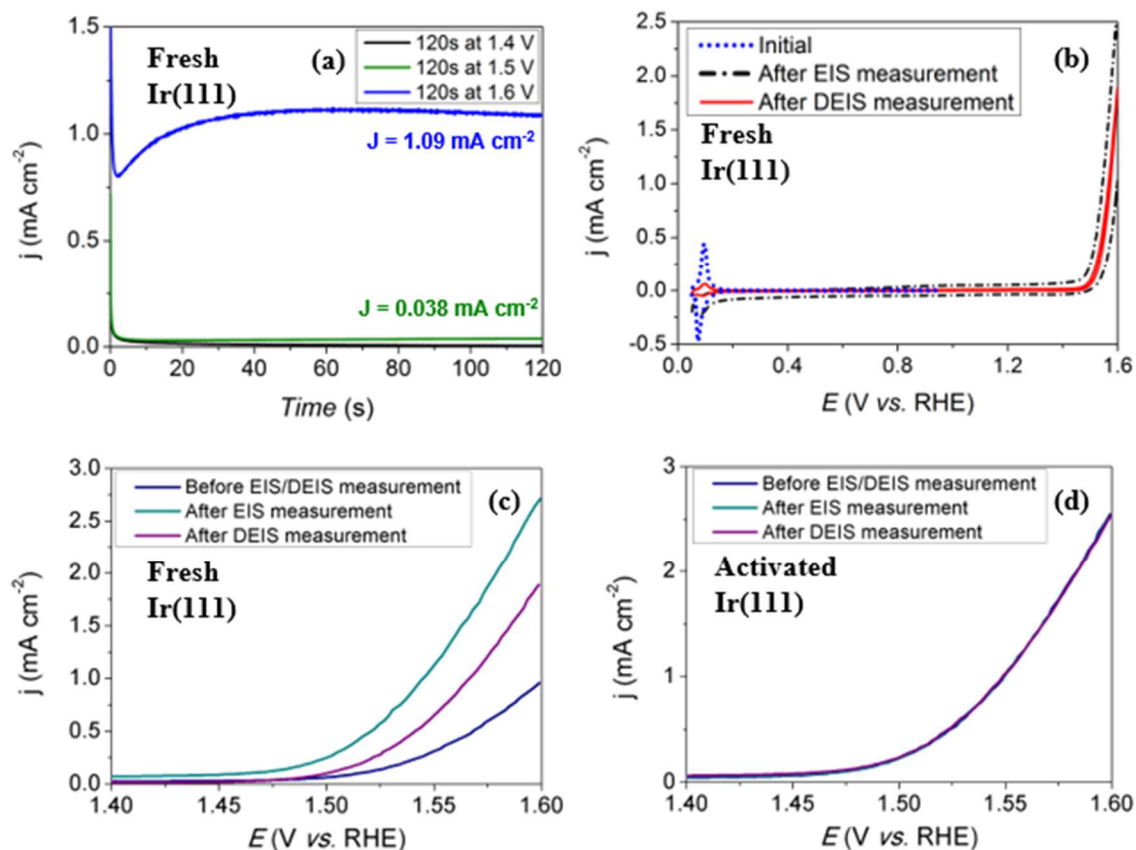 (a)
Fresh
Ir(111)
120s at 1.4 V
120s at 1.5 V
120s at 1.6 V
J = 1.09 mA cm⁻²
J = 0.038 mA cm⁻²
j (mA cm⁻²)
1.5
1.0
0.5
0.0
0 20 40 60 80 100 120
Time (s)
(b)
Initial
After EIS measurement
After DEIS measurement
Fresh
Ir(111)
j (mA cm⁻²)
2.5
2.0
1.5
1.0
0.5
0.0
-0.5
0.0 0.4 0.8 1.2 1.6
E (V vs. RHE)
(c)
Before EIS/DEIS measurement
After EIS measurement
After DEIS measurement
Fresh
Ir(111)
j (mA cm⁻²)
3.0
2.5
2.0
1.5
1.0
0.5
0.0
1.40 1.45 1.50 1.55 1.60
E (V vs. RHE)
(d)
Before EIS/DEIS measurement
After EIS measurement
After DEIS measurement
Activated
Ir(111)
j (mA cm⁻²)
3
2
1
0
1.40 1.45 1.50 1.55 1.60
E (V vs. RHE)